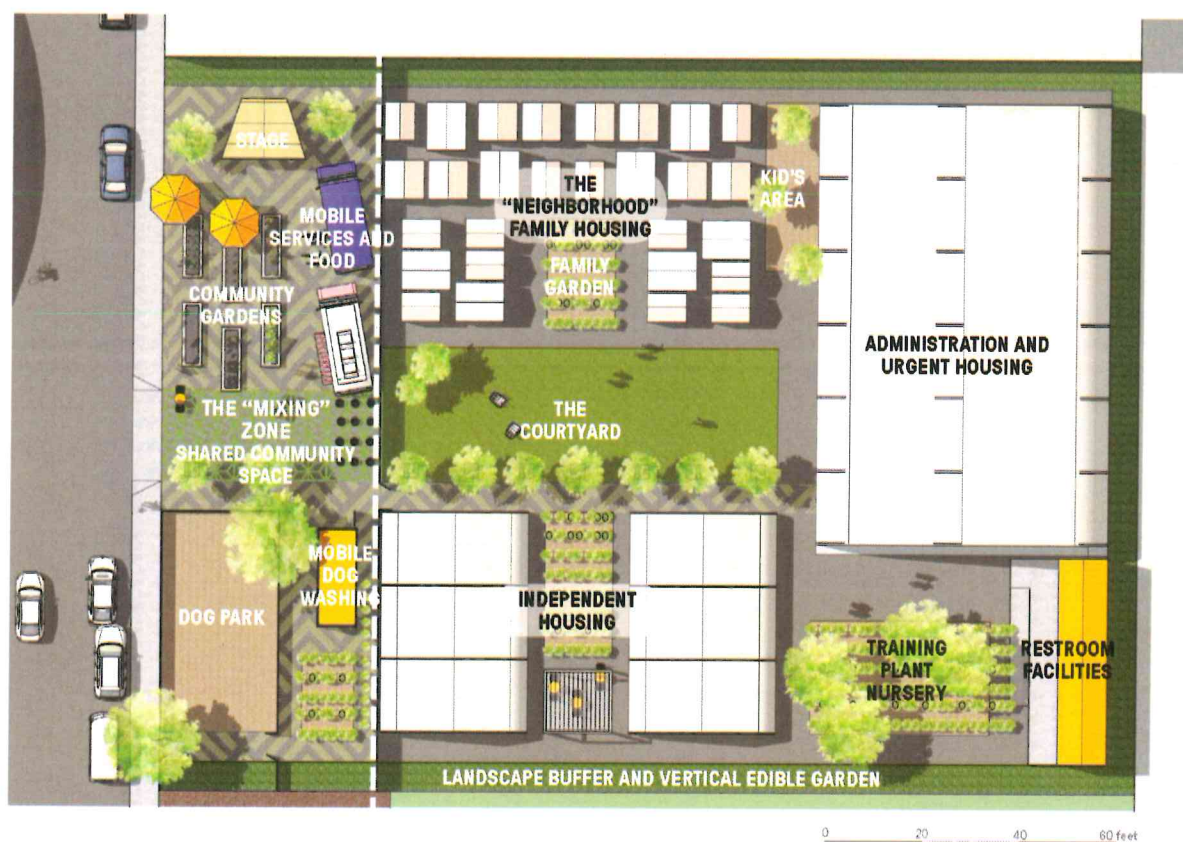 STAGE
MOBILE
SERVICES AND
FOOD
COMMUNITY
GARDENS
THE "MIXING"
ZONE
SHARED COMMUNITY
SPACE
THE
"NEIGHBORHOOD"
FAMILY HOUSING
FAMILY
GARDEN
KID'S
AREA
THE
COURTYARD
ADMINISTRATION AND
URGENT HOUSING
DOG PARK
MOBILE
DOG
WASHING
INDEPENDENT
HOUSING
TRAINING
PLANT
NURSERY
RESTROOM
FACILITIES
LANDSCAPE BUFFER AND VERTICAL EDIBLE GARDEN
0 20 40 60 feet